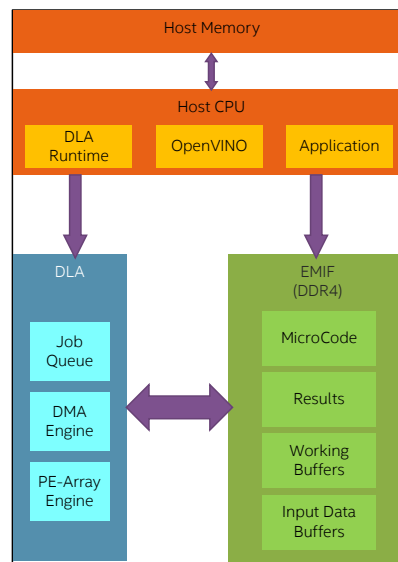 Host Memory
Host CPU
DLA
Runtime
OpenVINO
Application
DLA
Job
Queue
DMA
Engine
PE-Array
Engine
EMIF
(DDR4)
MicroCode
Results
Working
Buffers
Input Data
Buffers